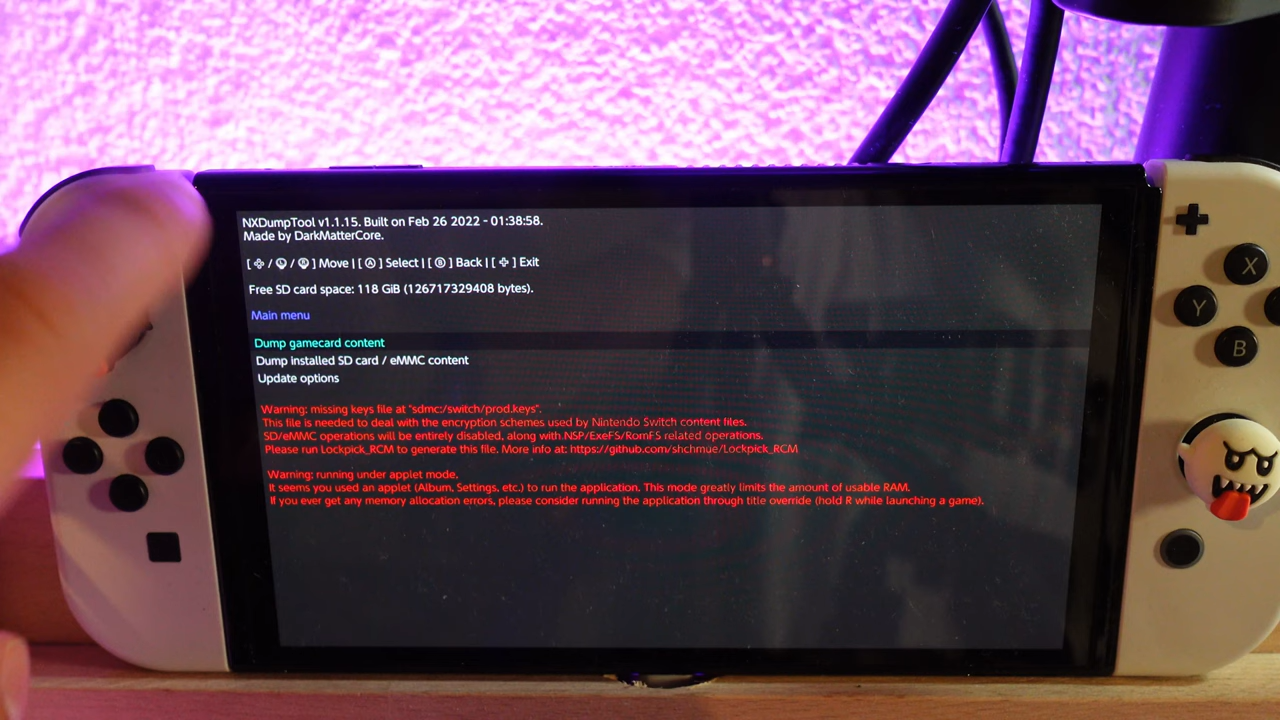 NXDumpTool v1.1.15. Built on Feb 26 2022 - 01:38:58.
Made by DarkMatterCore.
[ / / ] Move | [ Ⓐ ] Select | [ Ⓑ ] Back | [ ] Exit
Free SD card space: 118 GiB (126717329408 bytes).
Main menu
Dump gamecard content
Dump installed SD card / eMMC content
Update options
Warning: missing keys file at "sdmc:/switch/prod.keys".
This file is needed to deal with the encryption schemes used by Nintendo Switch content files.
SD/eMMC operations will be entirely disabled, along with NSP/ExeFS/RomFS related operations.
Please run Lockpick_RCM to generate this file. More info at: https://github.com/shchmue/Lockpick_RCM
Warning: running under applet mode.
It seems you used an applet (Album, Settings, etc.) to run the application. This mode greatly limits the amount of usable RAM.
If you ever get any memory allocation errors, please consider running the application through title override (hold R while launching a game).
X
Y
B